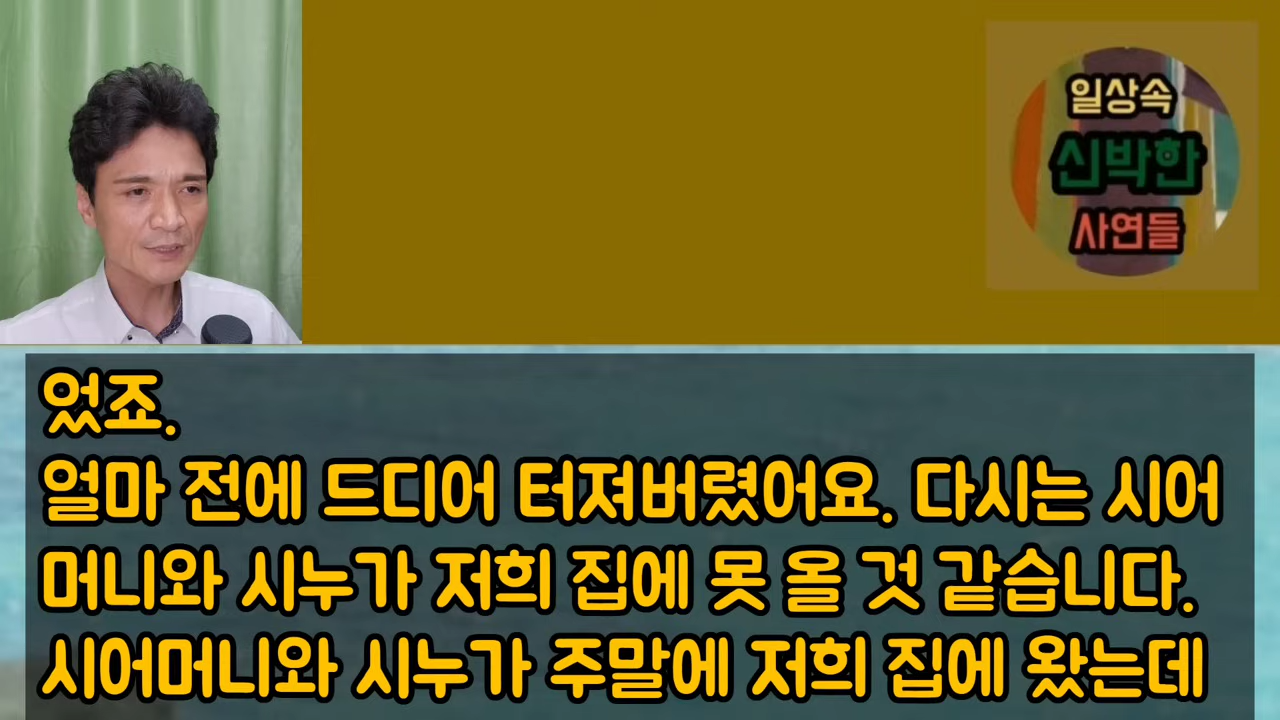 일상속
신박한
사연들
었죠.
얼마 전에 드디어 터져버렸어요. 다시는 시어
머니와 시누가 저희 집에 못 올 것 같습니다.
시어머니와 시누가 주말에 저희 집에 왔는데